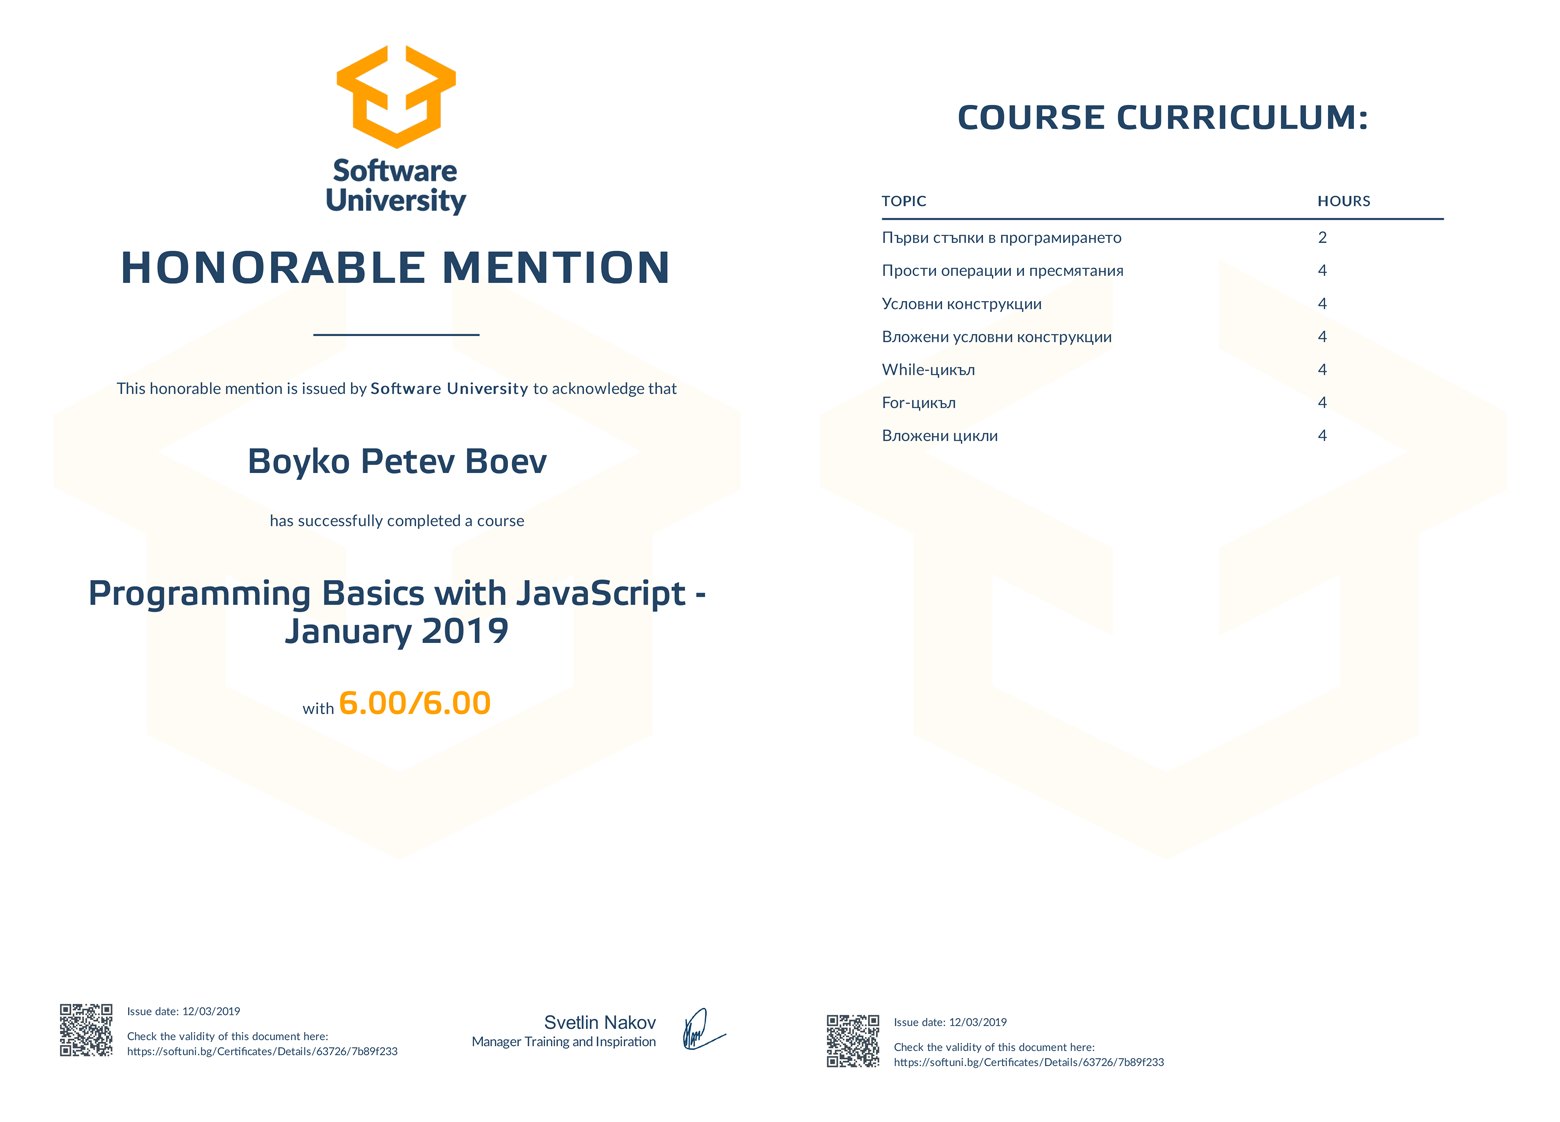 Software
University
HONORABLE MENTION
This honorable mention is issued by Software University to acknowledge that
Boyko Petev Boev
has successfully completed a course
Programming Basics with JavaScript -
January 2019
with 6.00/6.00
Issue date: 12/03/2019
Check the validity of this document here:
https://softuni.bg/Certificates/Details/63726/7b89f233
Svetlin Nakov
Manager Training and Inspiration
COURSE CURRICULUM:
TOPIC HOURS
Първи стъпки в програмирането 2
Прости операции и пресмятания 4
Условни конструкции 4
Вложени условни конструкции 4
While-цикъл 4
For-цикъл 4
Вложени цикли 4
Issue date: 12/03/2019
Check the validity of this document here:
https://softuni.bg/Certificates/Details/63726/7b89f233